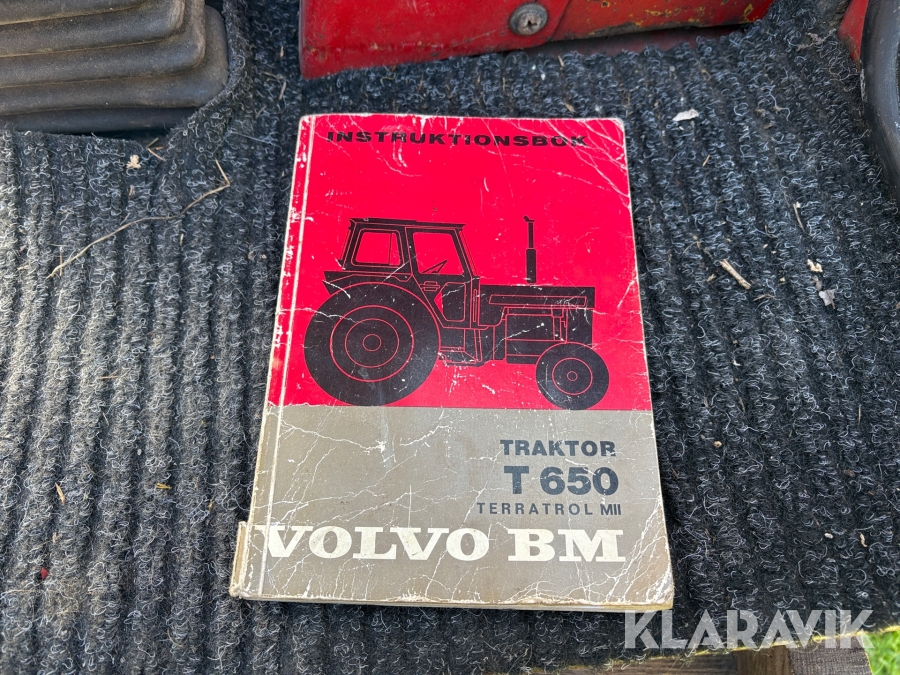 INSTRUKTIONSBOK
TRAKTOR
T 650
TERRATROL MII
VOLVO BM
KLARAVIK